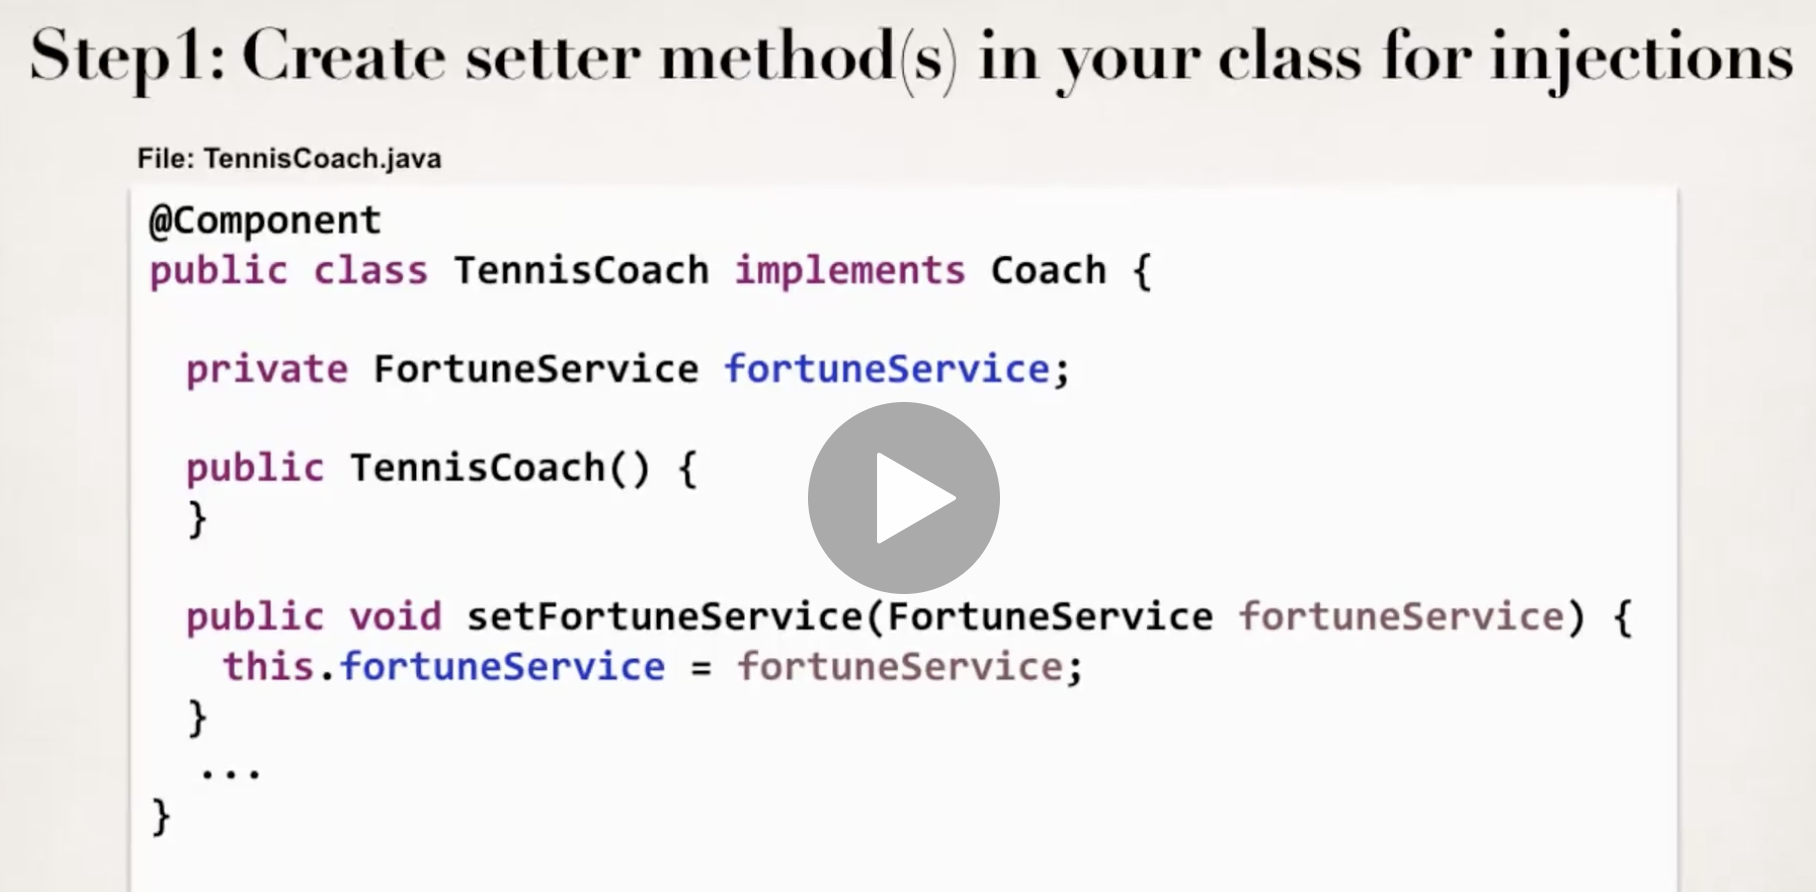 Step1: Create setter method(s) in your class for injections
File: TennisCoach.java
@Component
public class TennisCoach implements Coach {
private FortuneService fortuneService;
public TennisCoach() {
}
public void setFortuneService(FortuneService fortuneService) {
this.fortuneService = fortuneService;
}
...
}